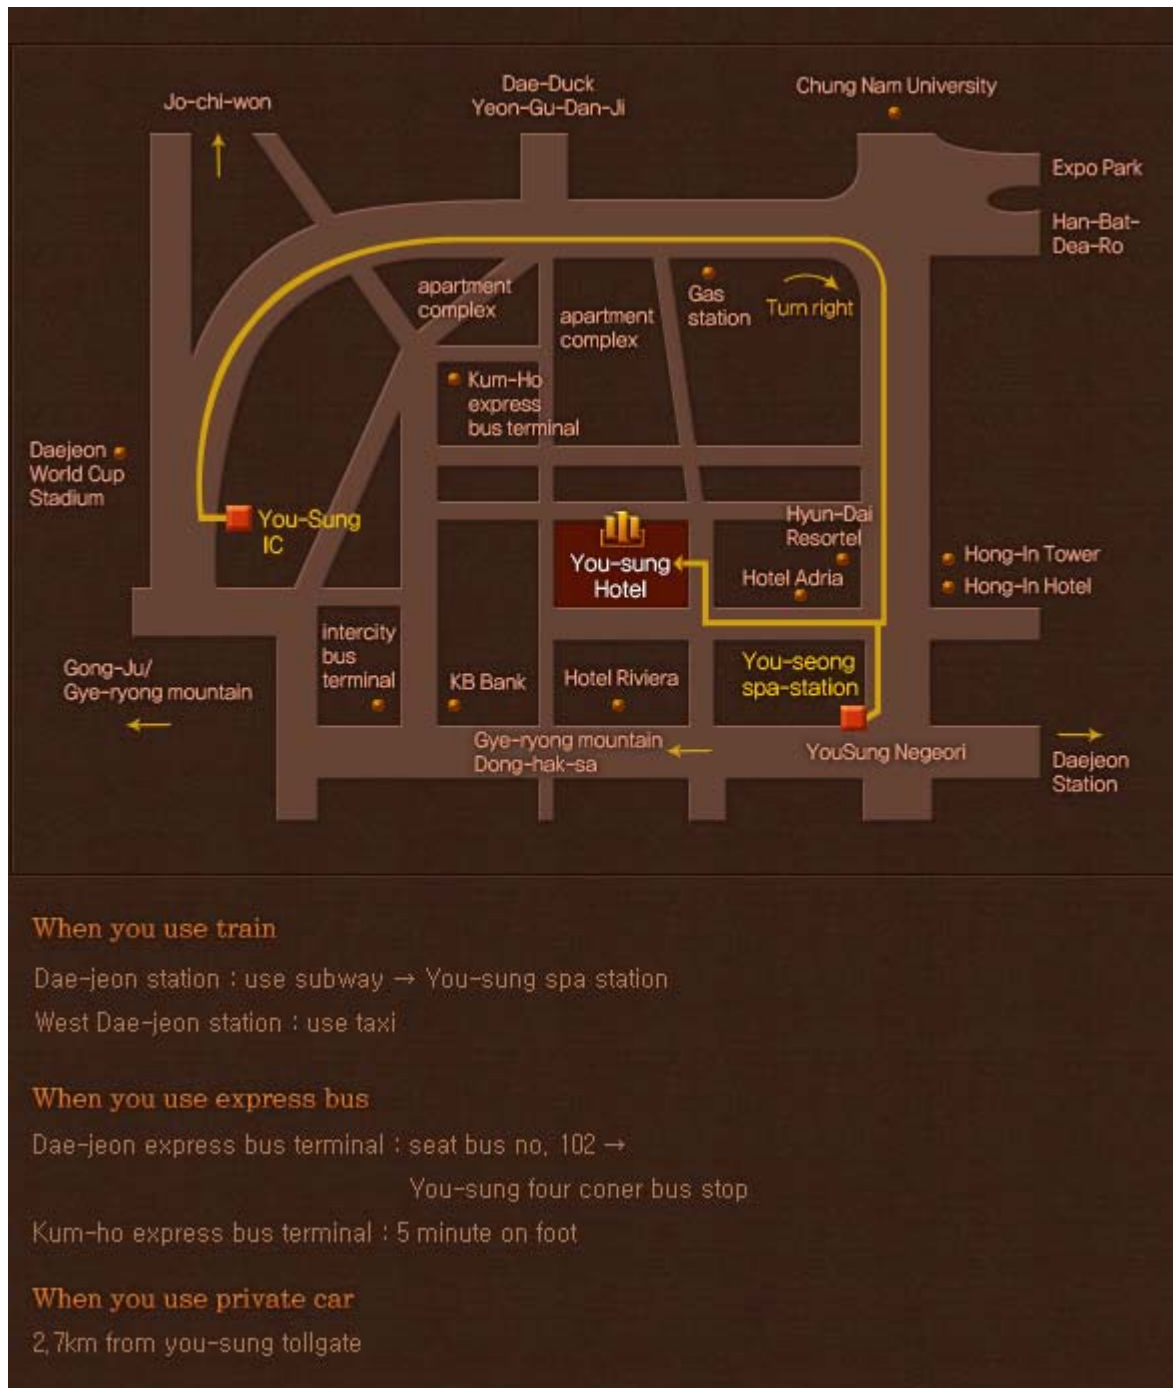 Jo-chi-won
Dae-Duck
Yeon-Gu-Dan-Ji
Chung Nam University
Expo Park
Han-Bat-
Dea-Ro
apartment
complex
apartment
complex
Gas
station
Turn right
Kum-Ho
express
bus terminal
Daejeon
World Cup
Stadium
You-Sung
IC
You-sung
Hotel
Hyun-Dai
Resortel
Hotel Adria
Hong-In Tower
Hong-In Hotel
intercity
bus
terminal
Gong-Ju/
Gye-ryong mountain
KB Bank
Hotel Riviera
You-seong
spa-station
Gye-ryong mountain
Dong-hak-sa
YouSung Negeori
Daejeon
Station
When you use train
Dae-jeon station : use subway → You-sung spa station
West Dae-jeon station : use taxi
When you use express bus
Dae-jeon express bus terminal : seat bus no, 102 →
You-sung four coner bus stop
Kum-ho express bus terminal : 5 minute on foot
When you use private car
2,7km from you-sung tollgate